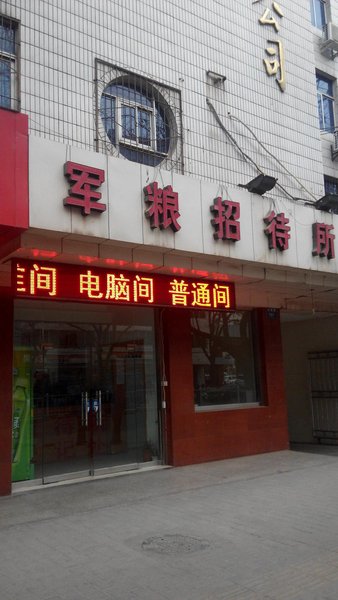 公司
军粮招待所
间 电脑间 普通间